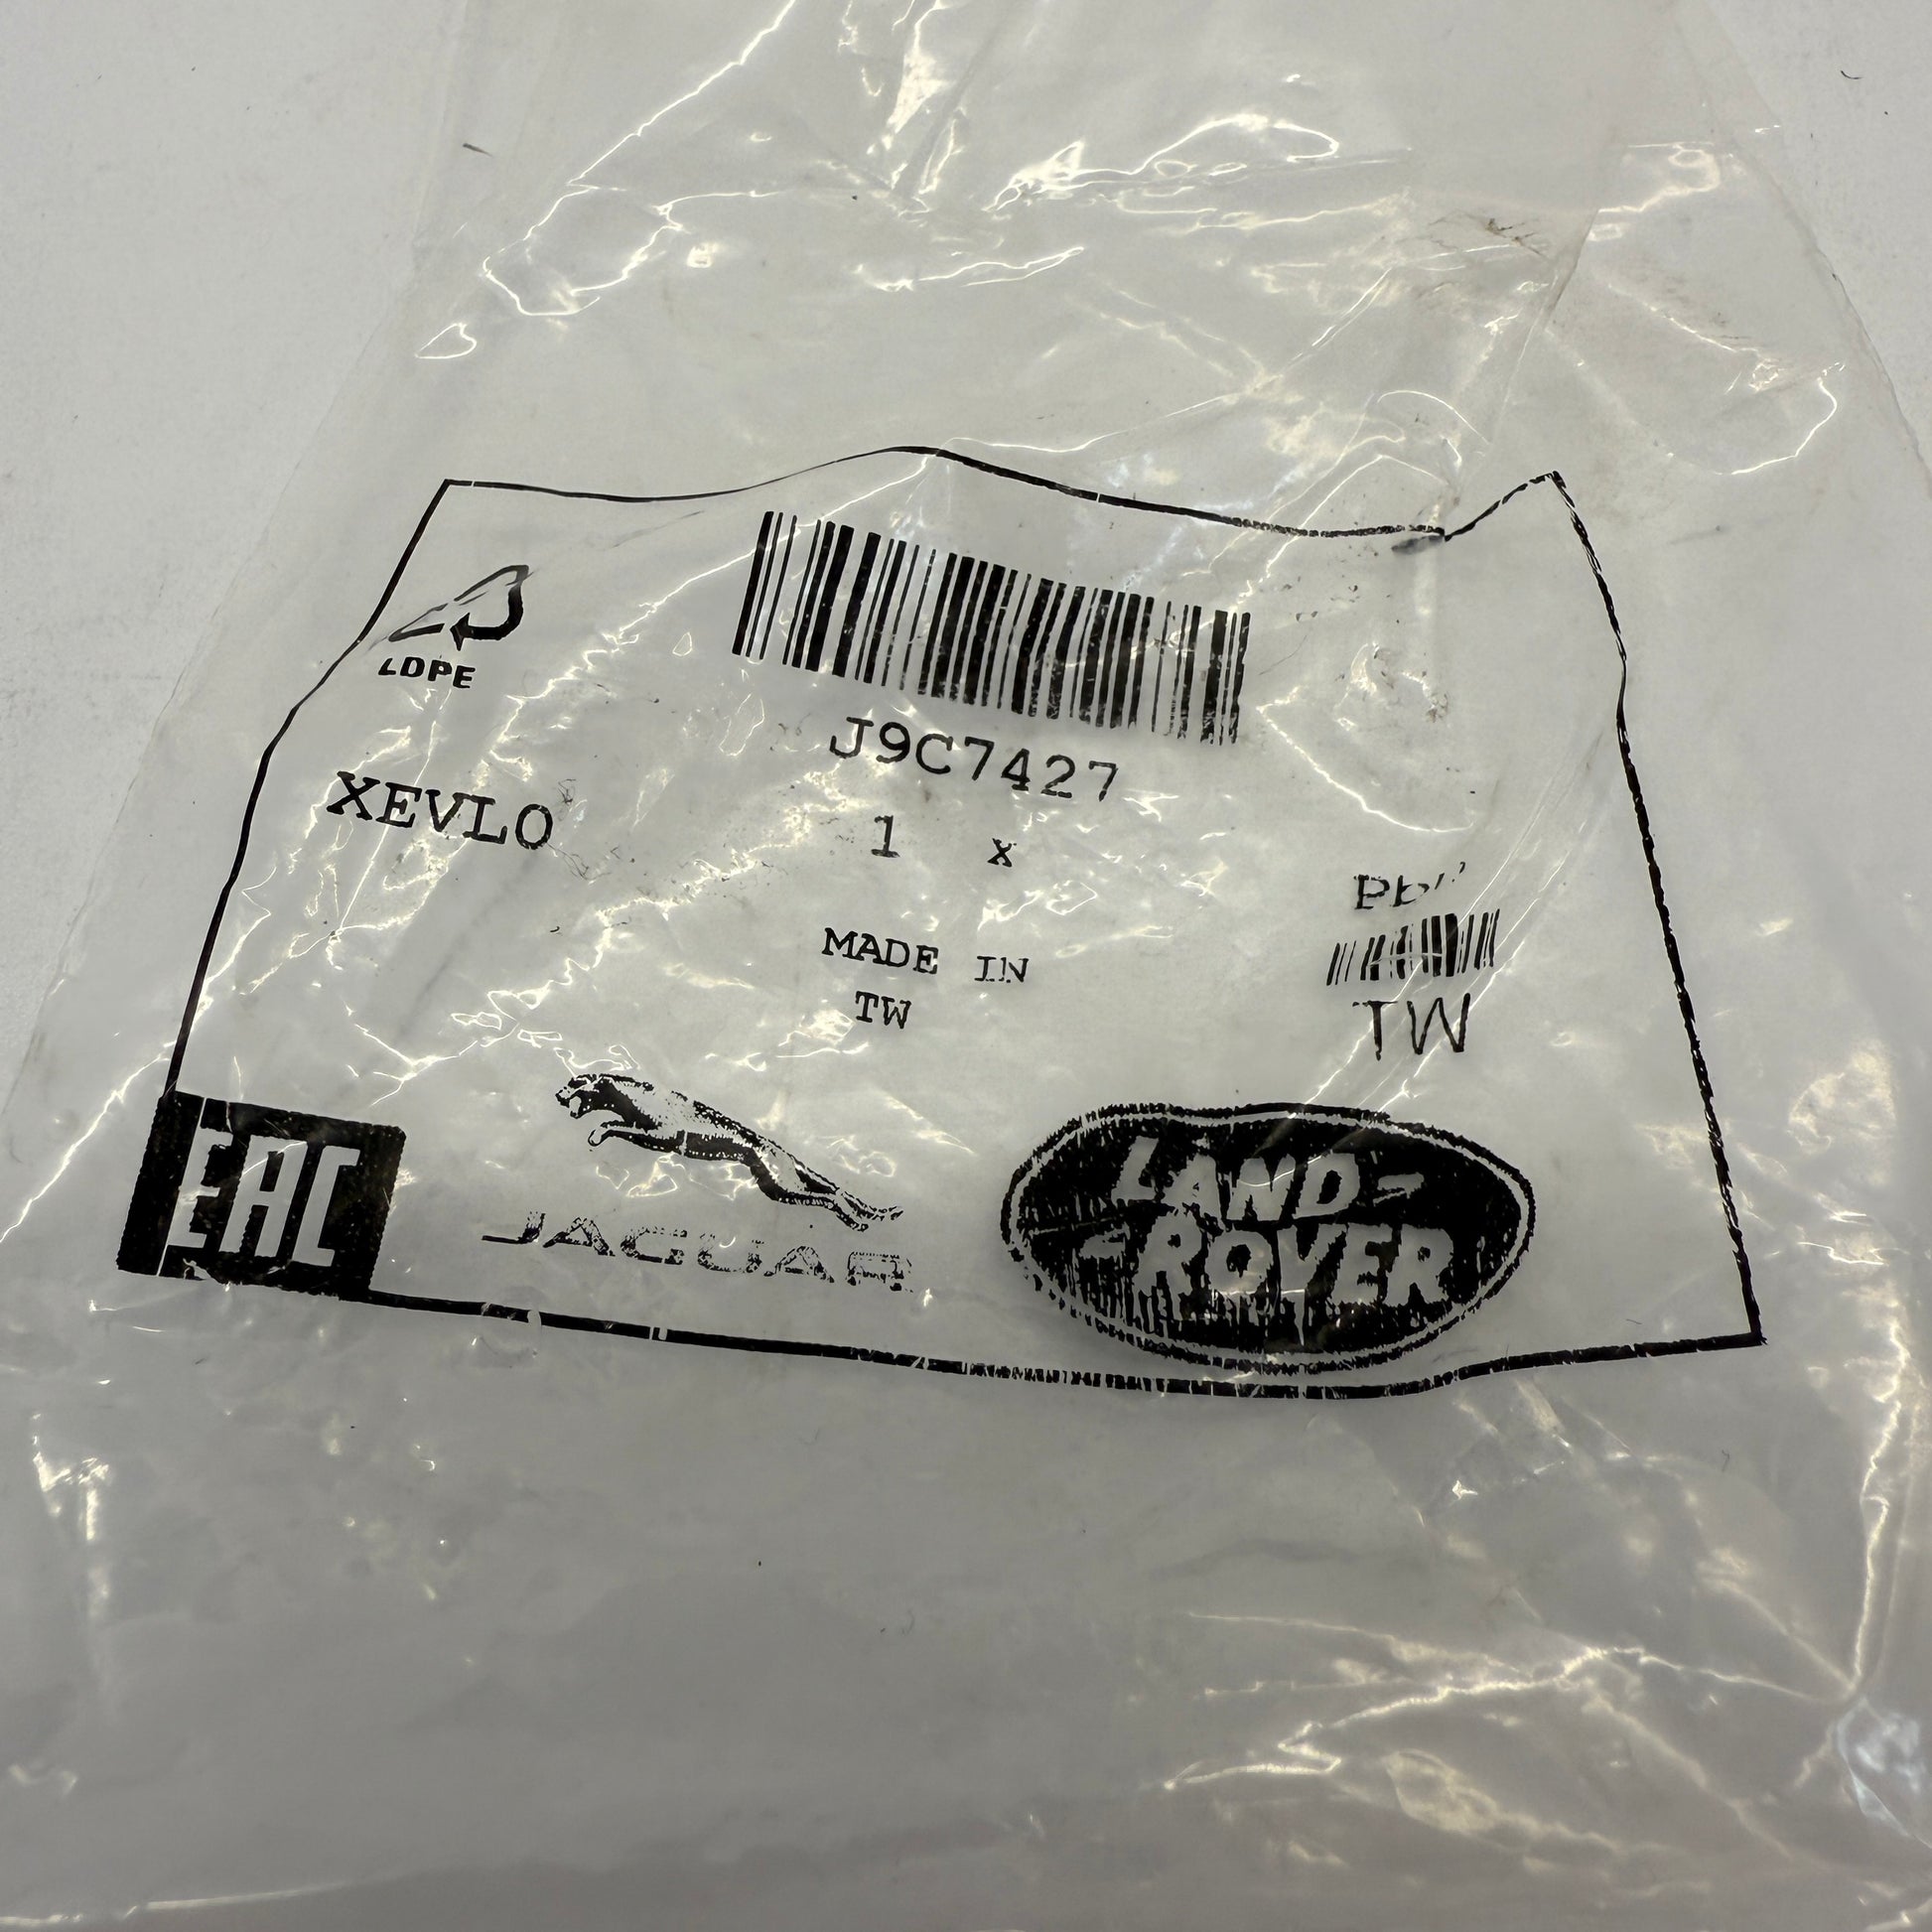 LDPE
J9C7427
XEVLO
1 x
MADE IN
TW
TW
EAC
JAGUAR
LAND-
-ROVER